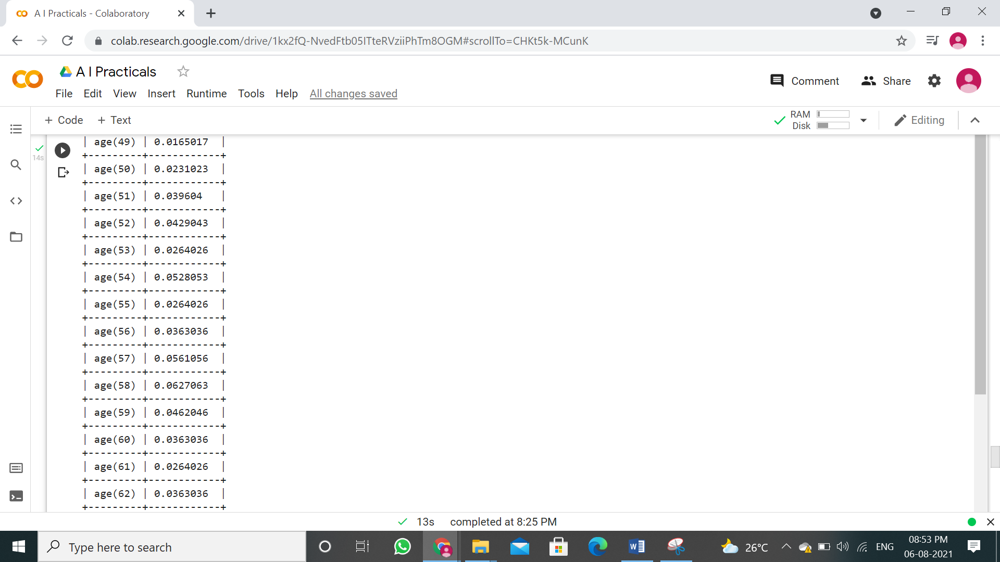 A I Practicals - Colaboratory
colab.research.google.com/drive/1kx2fQ-NvedFtb05ITteRVziiPhTm8OGM#scrollTo=CHKt5k-MCunK
A I Practicals
Comment
Share
File Edit View Insert Runtime Tools Help All changes saved
+ Code + Text
RAM
Disk
Editing
14s
| age(49) | 0.0165017 |
+---------+------------+
| age(50) | 0.0231023 |
+---------+------------+
| age(51) | 0.039604 |
+---------+------------+
| age(52) | 0.0429043 |
+---------+------------+
| age(53) | 0.0264026 |
+---------+------------+
| age(54) | 0.0528053 |
+---------+------------+
| age(55) | 0.0264026 |
+---------+------------+
| age(56) | 0.0363036 |
+---------+------------+
| age(57) | 0.0561056 |
+---------+------------+
| age(58) | 0.0627063 |
+---------+------------+
| age(59) | 0.0462046 |
+---------+------------+
| age(60) | 0.0363036 |
+---------+------------+
| age(61) | 0.0264026 |
+---------+------------+
| age(62) | 0.0363036 |
+---------+------------+
13s completed at 8:25 PM
Type here to search
26°C
ENG
08:53 PM
06-08-2021